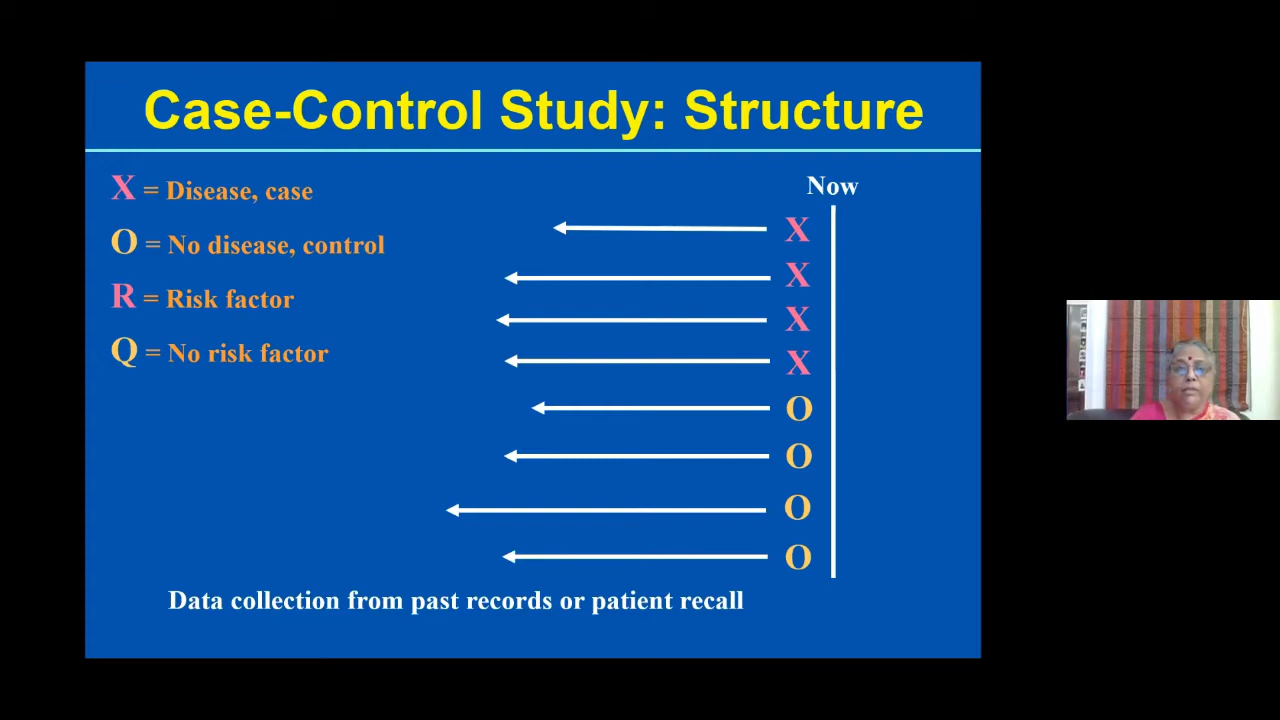 Case-Control Study: Structure
X = Disease, case
O = No disease, control
R = Risk factor
Q = No risk factor
Now
X
X
X
X
O
O
O
O
Data collection from past records or patient recall